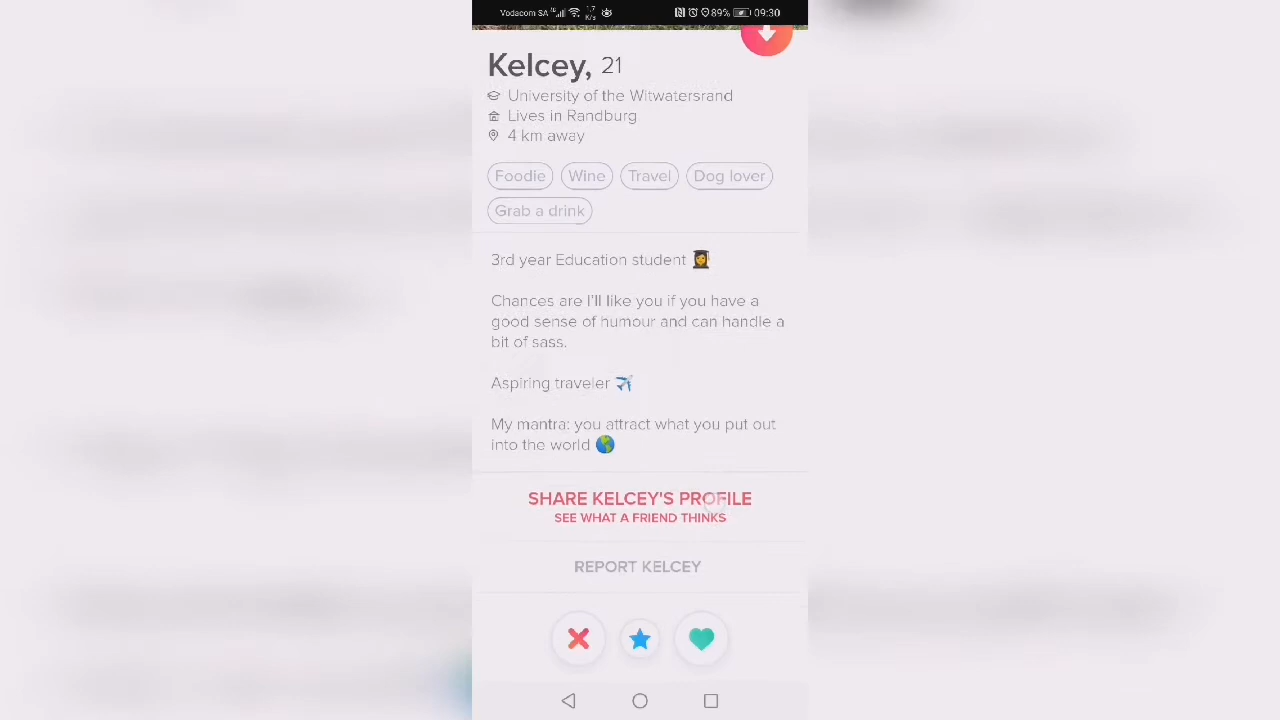 Vodacom SA 1,7 K/s 89% 09:30
Kelcey, 21
University of the Witwatersrand
Lives in Randburg
4 km away
Foodie Wine Travel Dog lover
Grab a drink
3rd year Education student 👩‍🎓
Chances are I'll like you if you have a
good sense of humour and can handle a
bit of sass.
Aspiring traveler ✈️
My mantra: you attract what you put out
into the world 🌎
SHARE KELCEY'S PROFILE
SEE WHAT A FRIEND THINKS
REPORT KELCEY